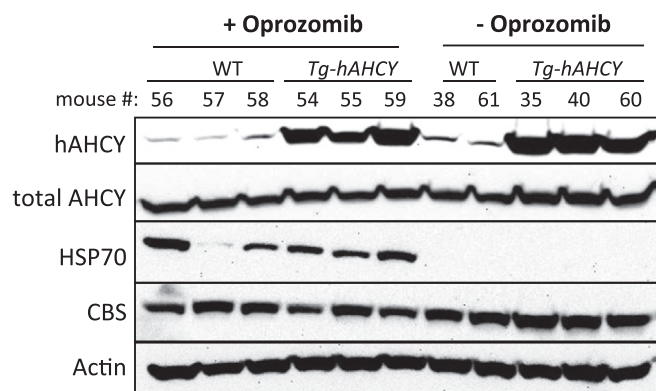 + Oprozomib - Oprozomib
WT Tg-hAHCY WT Tg-hAHCY
mouse #: 56 57 58 54 55 59 38 61 35 40 60
hAHCY
total AHCY
HSP70
CBS
Actin